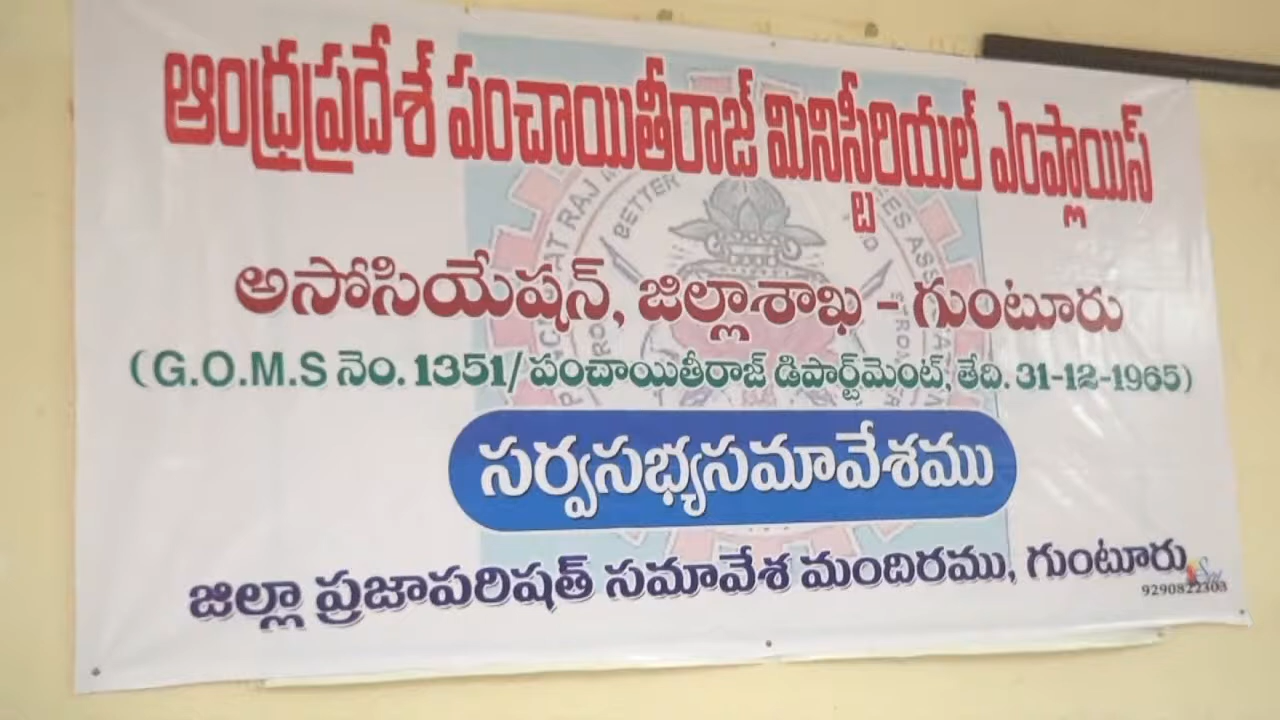 ఆంధ్రప్రదేశ్ పంచాయితీరాజ్ మినిస్టీరియల్ ఎంప్లాయిస్
అసోసియేషన్, జిల్లాశాఖ - గుంటూరు
(G.O.M.S నెం. 1351/ పంచాయితీరాజ్ డిపార్ట్‌మెంట్, తేది. 31-12-1965)
సర్వసభ్యసమావేశము
జిల్లా ప్రజాపరిషత్ సమావేశ మందిరము, గుంటూరు
9290822303
BETTER